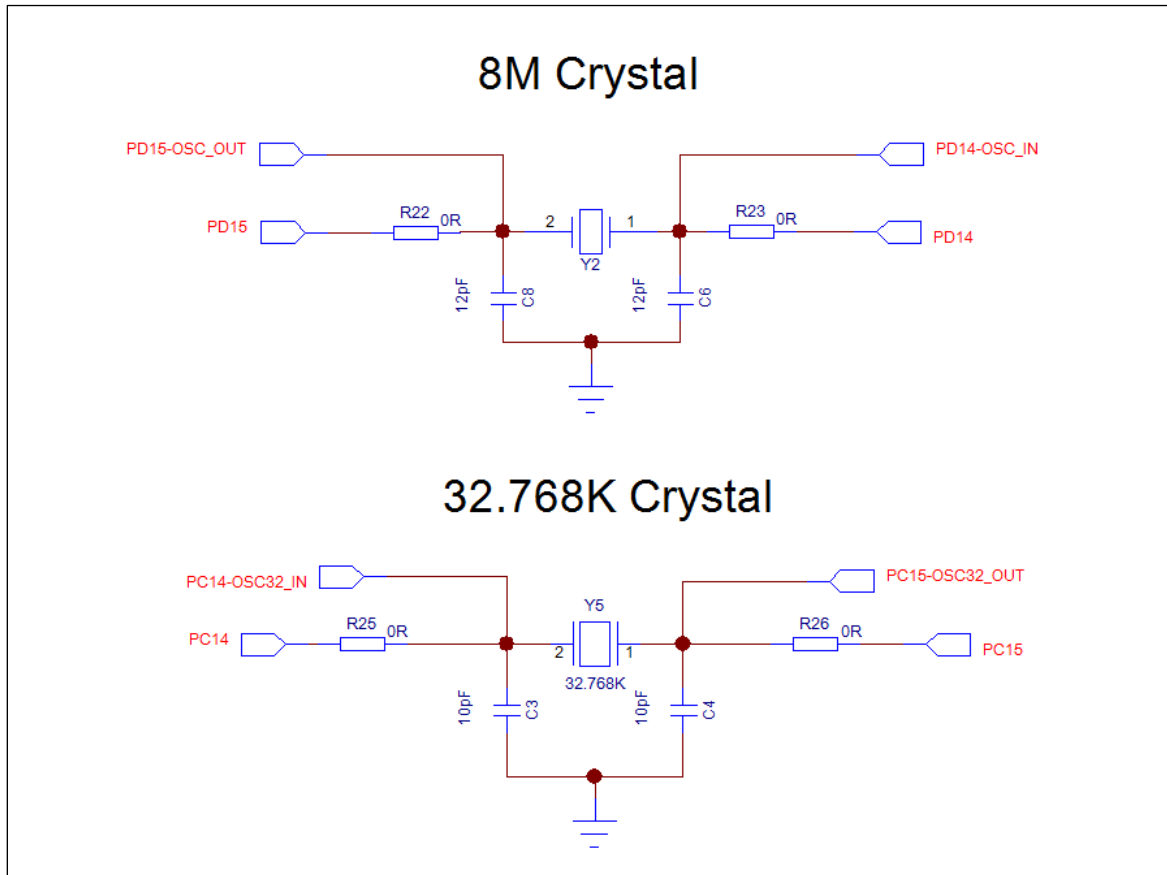 8M Crystal
PD15-OSC_OUT
PD14-OSC_IN
R22
0R
R23
0R
PD15
2
1
PD14
Y2
12pF
C8
12pF
C6
32.768K Crystal
PC14-OSC32_IN
PC15-OSC32_OUT
Y5
R25
0R
R26
0R
PC14
2
1
PC15
32.768K
10pF
C3
10pF
C4